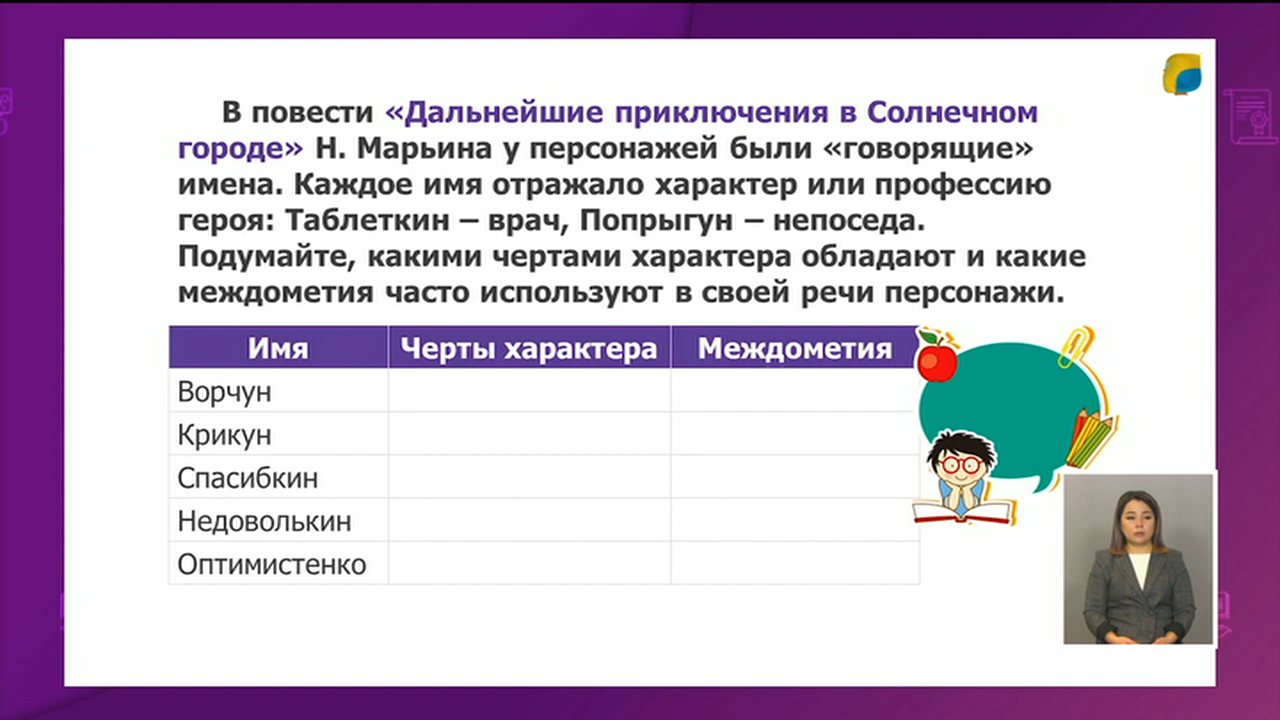 В повести «Дальнейшие приключения в Солнечном
городе» Н. Марьина у персонажей были «говорящие»
имена. Каждое имя отражало характер или профессию
героя: Таблеткин – врач, Попрыгун – непоседа.
Подумайте, какими чертами характера обладают и какие
междометия часто используют в своей речи персонажи.
Имя Черты характера Междометия
Ворчун
Крикун
Спасибкин
Недоволькин
Оптимистенко